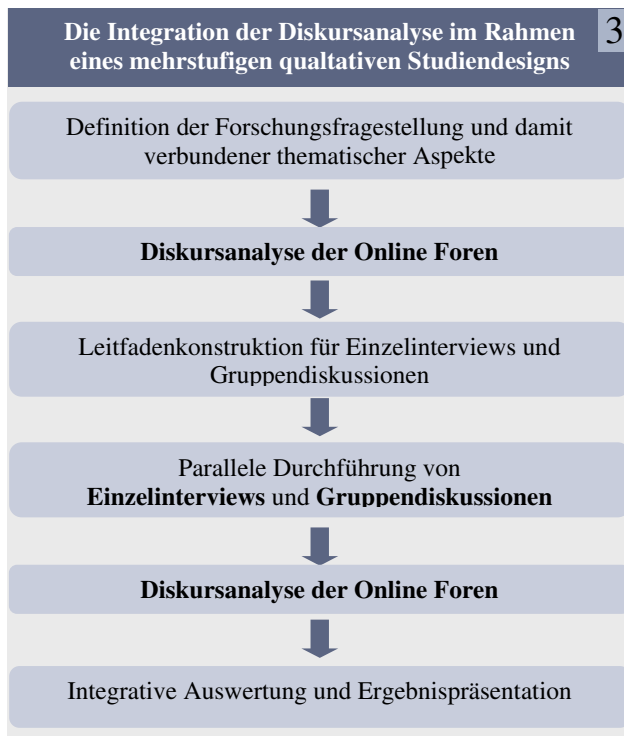 Die Integration der Diskursanalyse im Rahmen
eines mehrstufigen qualtativen Studiendesigns
3
Definition der Forschungsfragestellung und damit
verbundener thematischer Aspekte
Diskursanalyse der Online Foren
Leitfadenkonstruktion für Einzelinterviews und
Gruppendiskussionen
Parallele Durchführung von
Einzelinterviews und Gruppendiskussionen
Diskursanalyse der Online Foren
Integrative Auswertung und Ergebnispräsentation